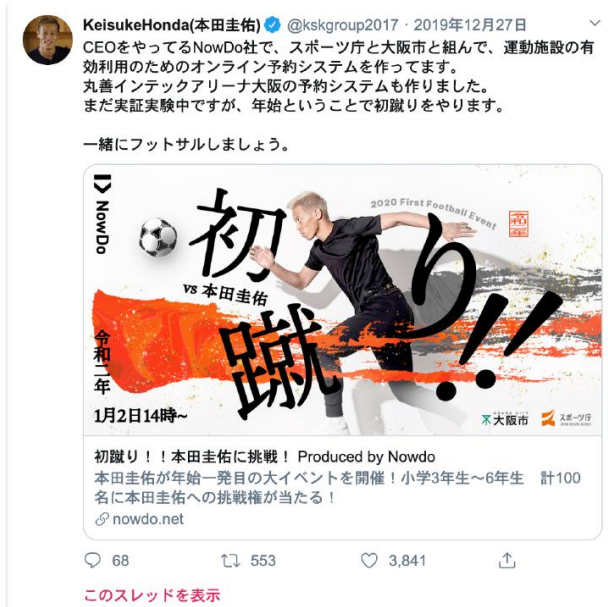 KeisukeHonda(本田圭佑) @kskgroup2017・2019年12月27日
CEOをやってるNowDo社で、スポーツ庁と大阪市と組んで、運動施設の有
効利用のためのオンライン予約システムを作ってます。
丸善インテックアリーナ大阪の予約システムも作りました。
まだ実証実験中ですが、年始ということで初蹴りをやります。
一緒にフットサルしましょう。
NowDo
2020 First Football Event
令和二年
初蹴り!!
vs 本田圭佑
令和二年
1月2日14時~
大阪市
スポーツ庁
初蹴り！！本田圭佑に挑戦！ Produced by Nowdo
本田圭佑が年始一発目の大イベントを開催！小学3年生〜6年生　計100
名に本田圭佑への挑戦権が当たる！
nowdo.net
68 553 3,841
このスレッドを表示